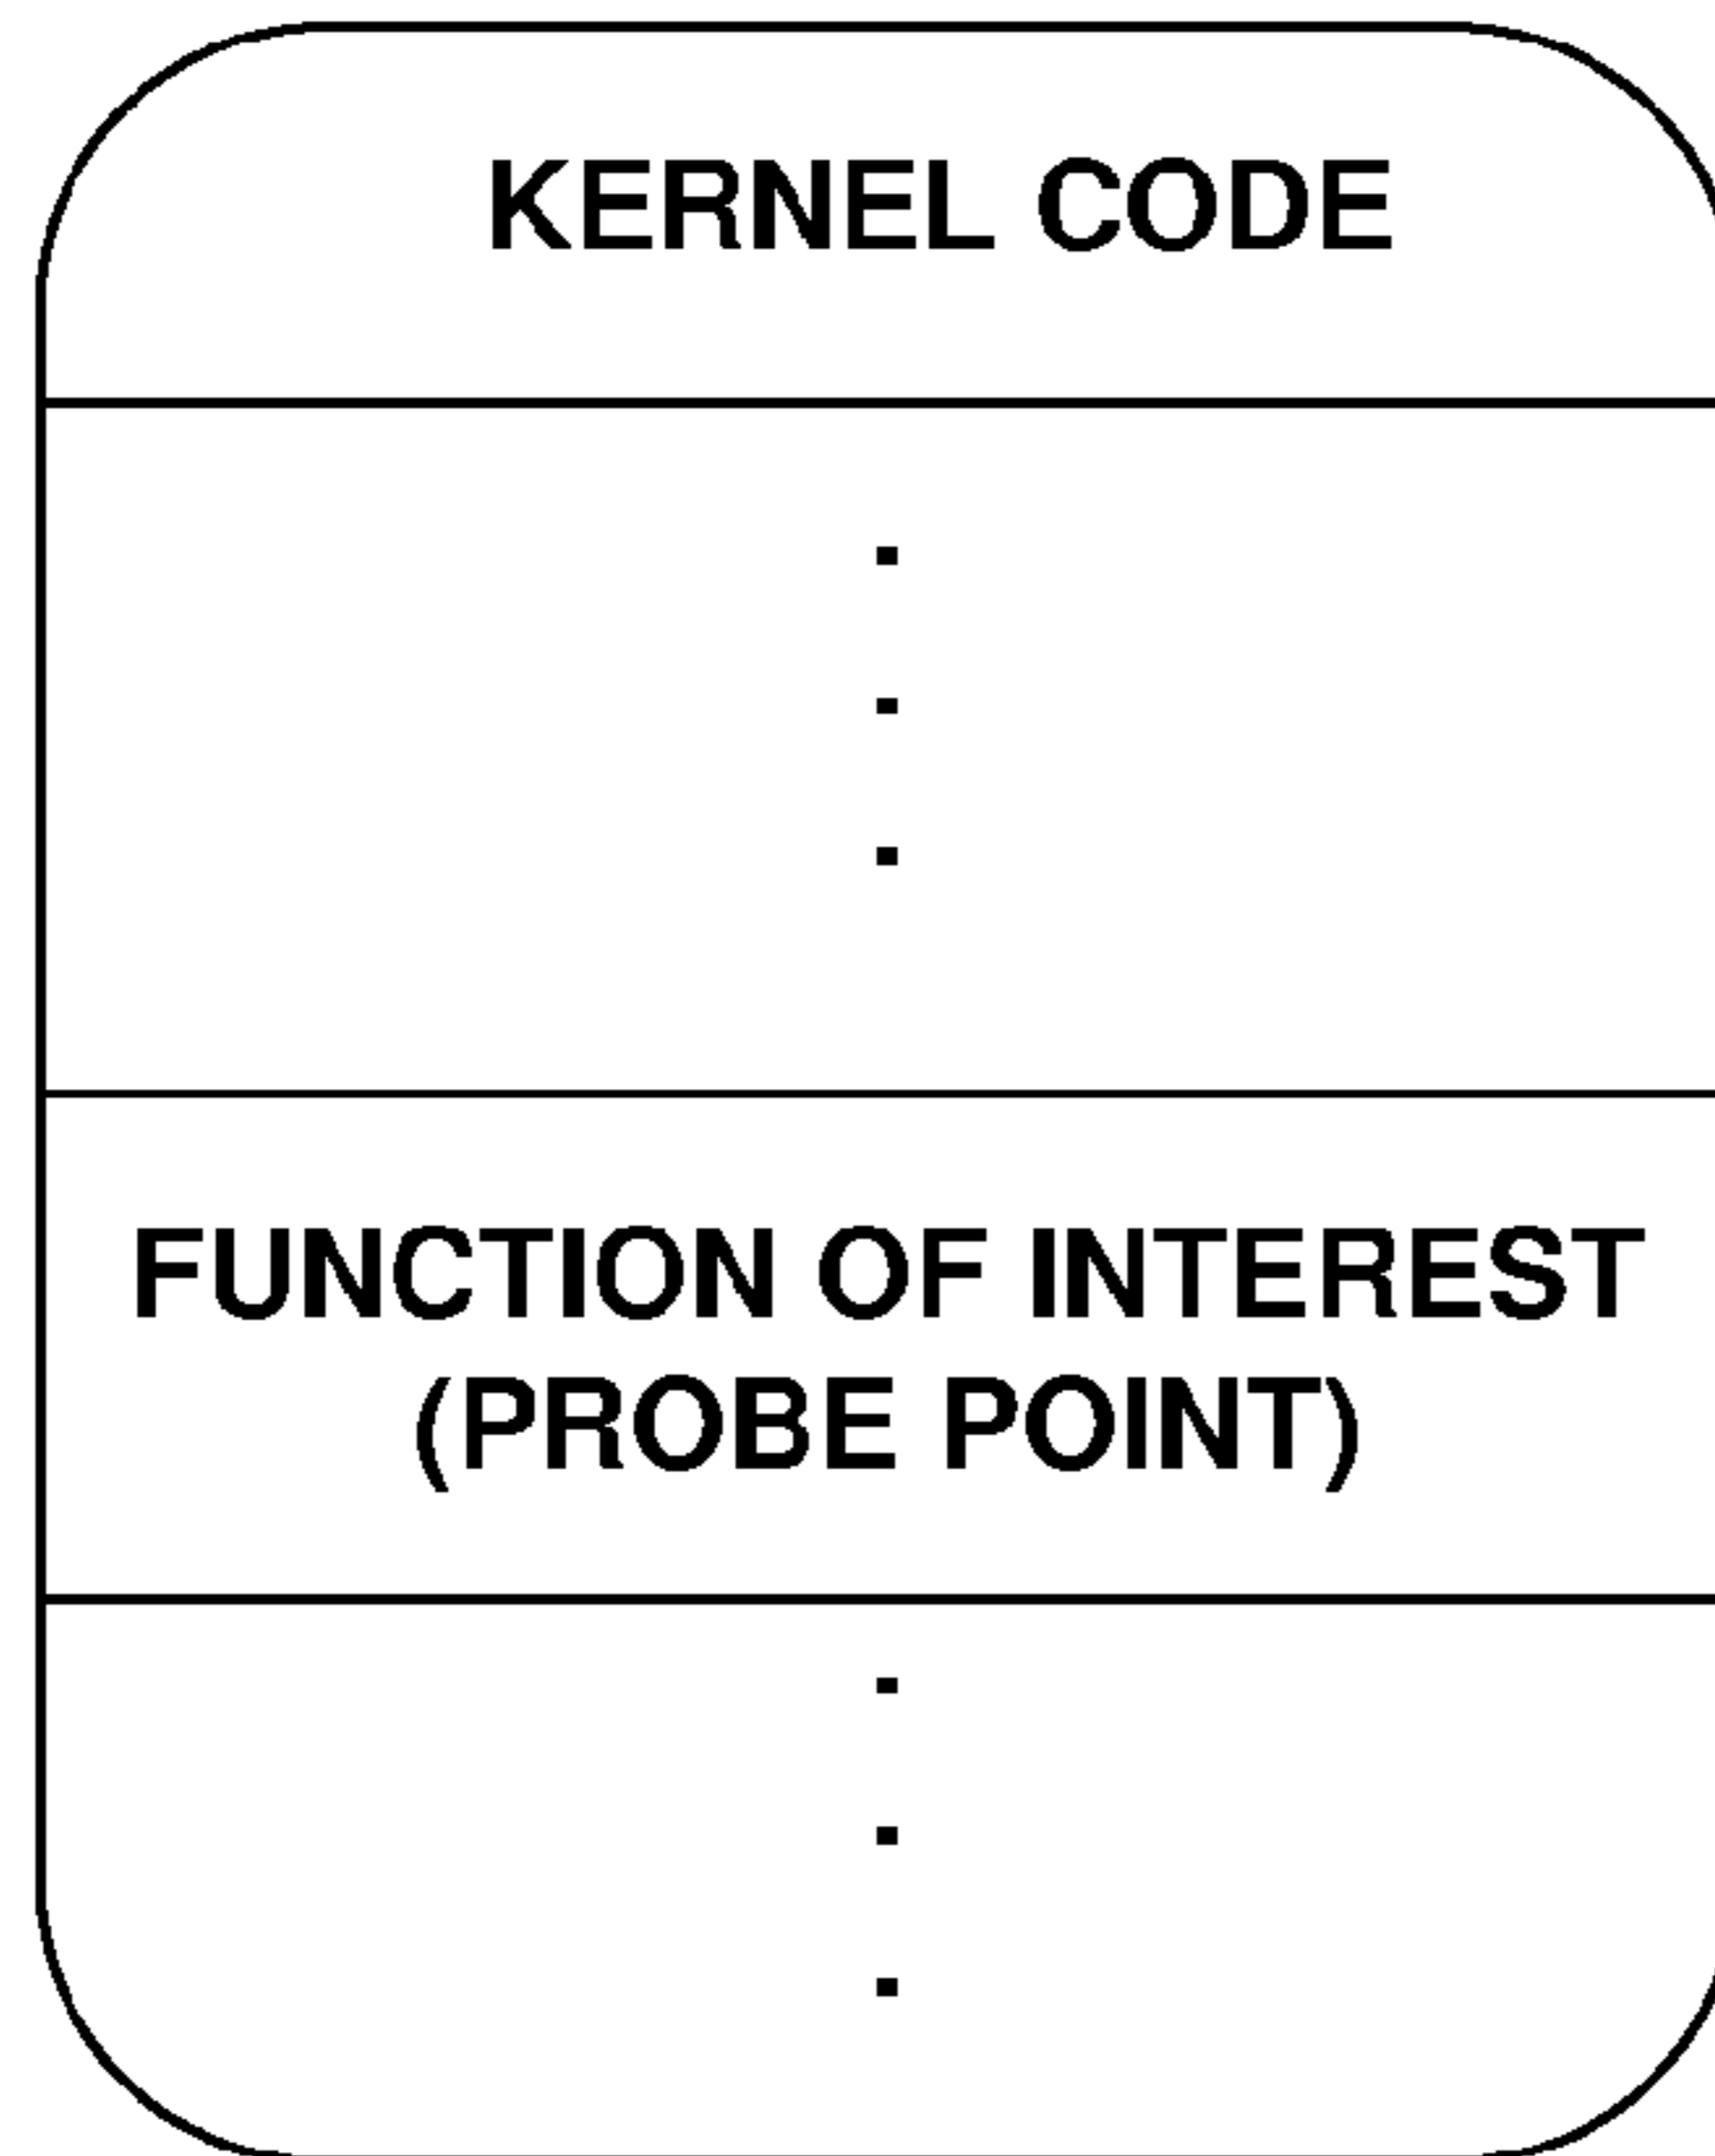 KERNEL CODE
.
.
.
FUNCTION OF INTEREST
(PROBE POINT)
.
.
.